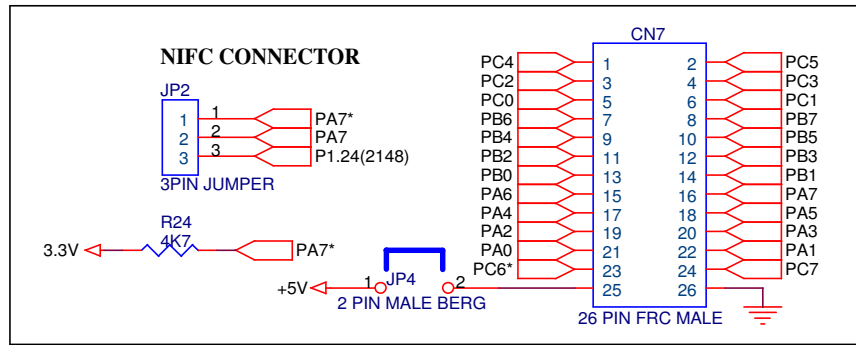 CN7
NIFC CONNECTOR
PC4 1 2 PC5
JP2 PC2 3 4 PC3
PC0 5 6 PC1
1 1 PA7* PB6 7 8 PB7
2 2 PA7 PB4 9 10 PB5
3 3 P1.24(2148) PB2 11 12 PB3
3PIN JUMPER PB0 13 14 PB1
PA6 15 16 PA7
R24 PA4 17 18 PA5
4K7 PA2 19 20 PA3
3.3V PA7* PA0 21 22 PA1
PC6* 23 24 PC7
+5V 1 JP4 2 25 26
2 PIN MALE BERG 26 PIN FRC MALE